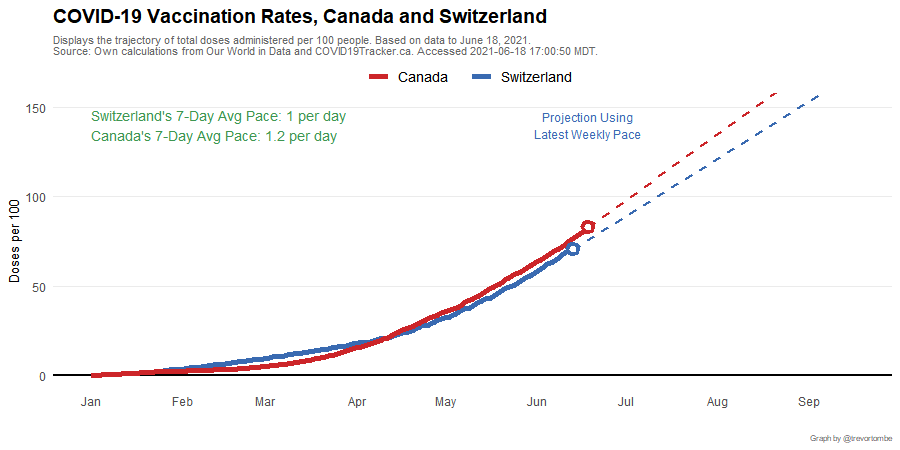 COVID-19 Vaccination Rates, Canada and Switzerland
Displays the trajectory of total doses administered per 100 people. Based on data to June 18, 2021.
Source: Own calculations from Our World in Data and COVID19Tracker.ca. Accessed 2021-06-18 17:00:50 MDT.
Canada Switzerland
Switzerland's 7-Day Avg Pace: 1 per day
Canada's 7-Day Avg Pace: 1.2 per day
Projection Using
Latest Weekly Pace
Doses per 100
150
100
50
0
Jan Feb Mar Apr May Jun Jul Aug Sep
Graph by @trevortombe